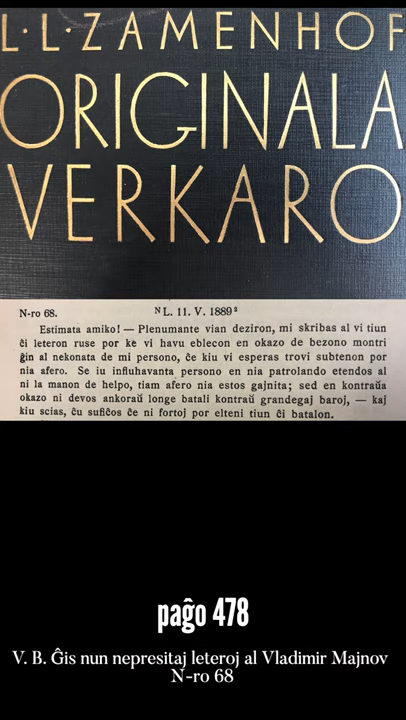 L·L·ZAMENHOF
ORIGINALA
VERKARO
N-ro 68. ᴺL. 11. V. 1889²
Estimata amiko! — Plenumante vian deziron, mi skribas al vi tiun
ĉi leteron ruse por ke vi havu eblecon en okazo de bezono montri
ĝin al nekonata de mi persono, ĉe kiu vi esperas trovi subtenon por
nia afero. Se iu influhavanta persono en nia patrolando etendos al
ni la manon de helpo, tiam afero nia estos gajnita; sed en kontraŭa
okazo ni devos ankoraŭ longe batali kontraŭ grandegaj baroj, — kaj
kiu scias, ĉu sufiĉos ĉe ni fortoj por elteni tiun ĉi batalon.
paĝo 478
V. B. Ĝis nun nepresitaj leteroj al Vladimir Majnov
N-ro 68